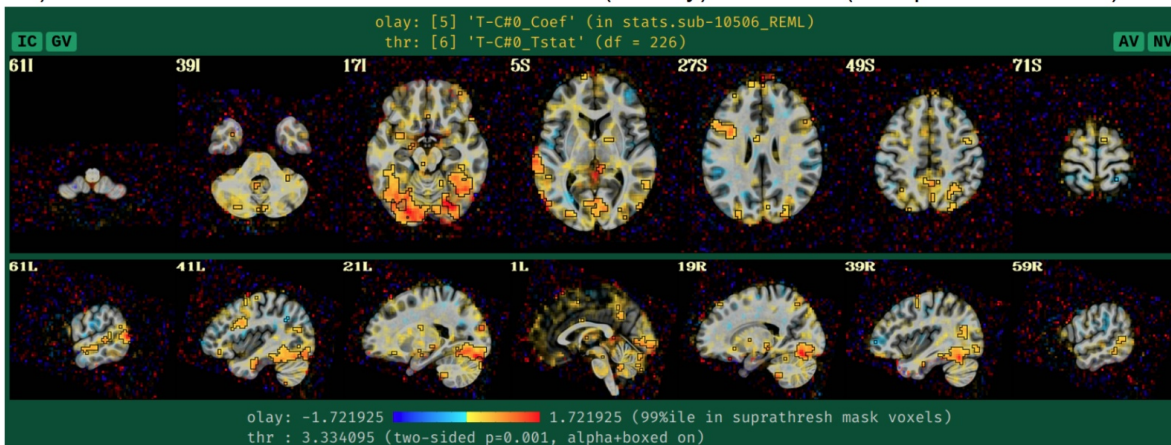 olay: [5] 'T-C#0_Coef' (in stats.sub-10506_REML)
thr: [6] 'T-C#0_Tstat' (df = 226)
IC GV AV NV
61I 39I 17I 5S 27S 49S 71S
61L 41L 21L 1L 19R 39R 59R
olay: -1.721925 1.721925 (99%ile in suprathresh mask voxels)
thr : 3.334095 (two-sided p=0.001, alpha+boxed on)